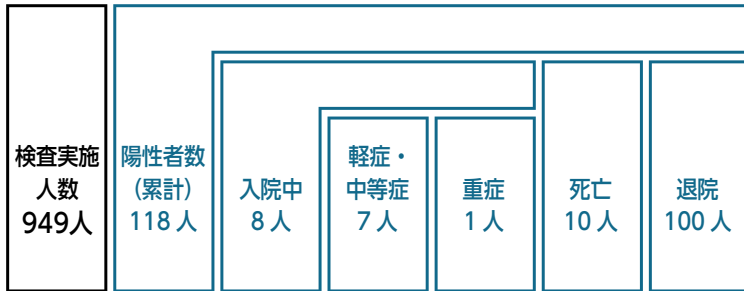 検査実施
人数
949人
陽性者数
（累計）
118人
入院中
8人
軽症・
中等症
7人
重症
1人
死亡
10人
退院
100人